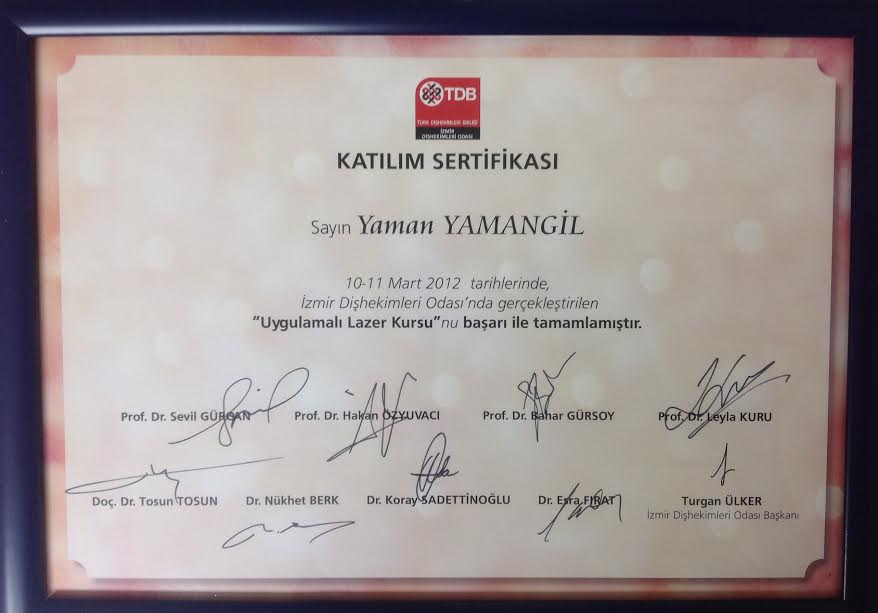 TDB
TÜRK DİŞHEKİMLERİ BİRLİĞİ
İZMİR
DİŞHEKİMLERİ ODASI
KATILIM SERTİFİKASI
Sayın Yaman YAMANGİL
10-11 Mart 2012 tarihlerinde,
İzmir Dişhekimleri Odası'nda gerçekleştirilen
“Uygulamalı Lazer Kursu”nu başarı ile tamamlamıştır.
Prof. Dr. Sevil GÜRGAN Prof. Dr. Hakan ÖZYUVACI Prof. Dr. Bahar GÜRSOY Prof. Dr. Leyla KURU
Doç. Dr. Tosun TOSUN Dr. Nükhet BERK Dr. Koray SADETTİNOĞLU Dr. Esra FIRAT Turgan ÜLKER
İzmir Dişhekimleri Odası Başkanı